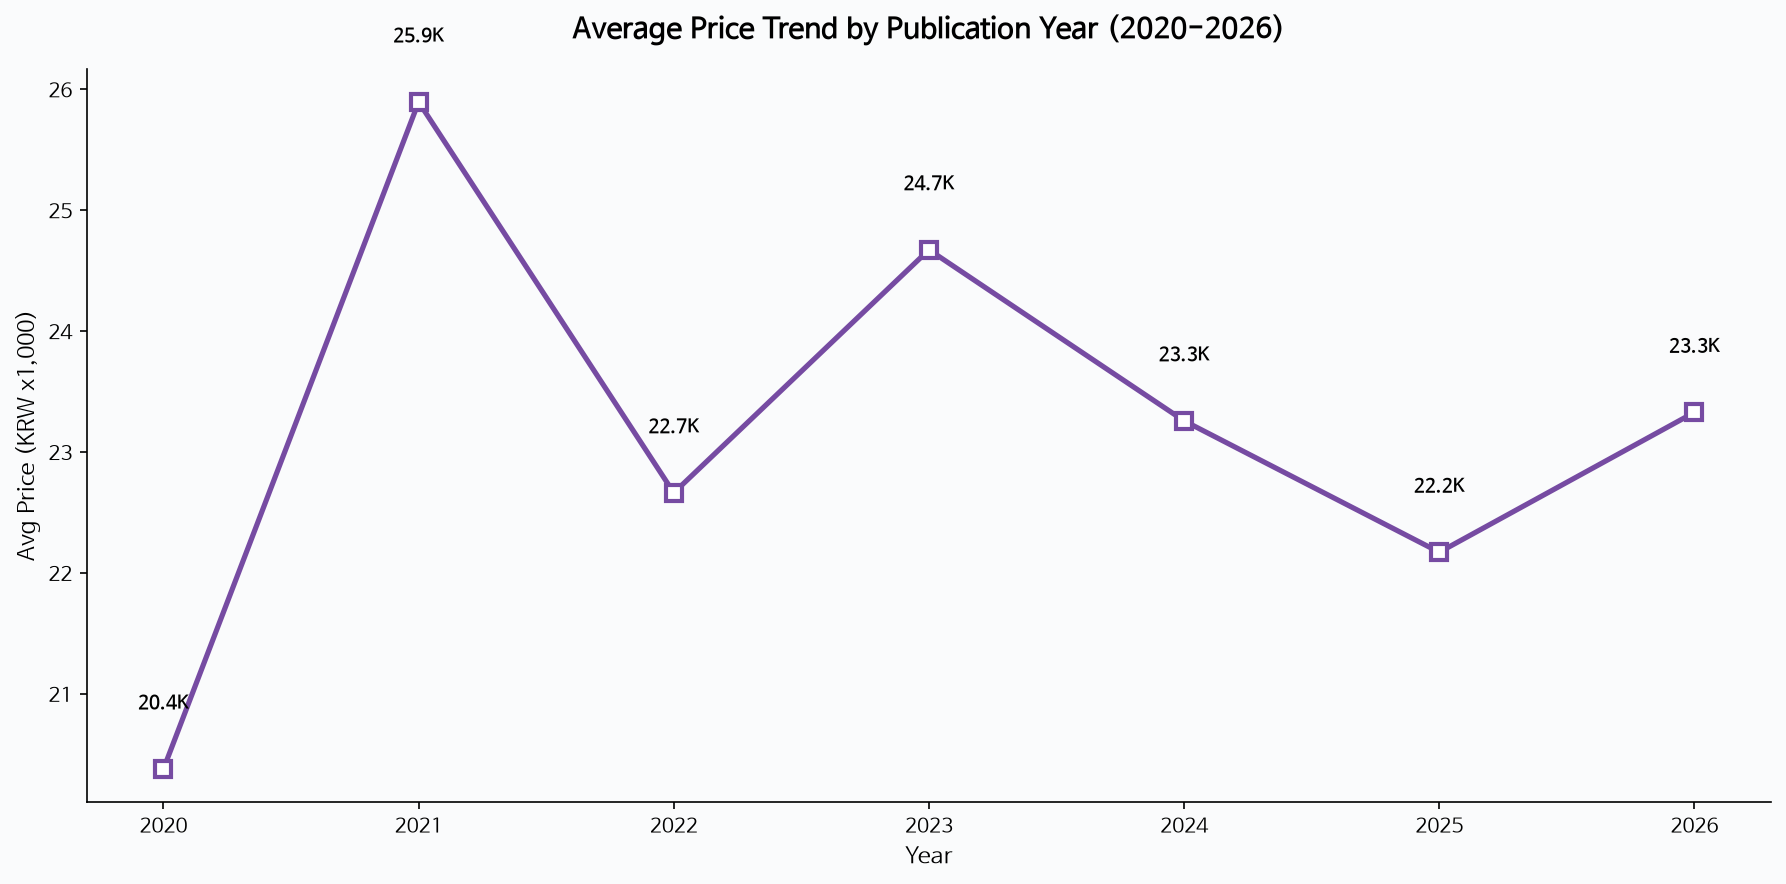 Average Price Trend by Publication Year (2020-2026)
25.9K
26
24.7K
25
23.3K
23.3K
24
22.7K
23
22.2K
22
20.4K
21
Avg Price (KRW x1,000)
2020 2021 2022 2023 2024 2025 2026
Year